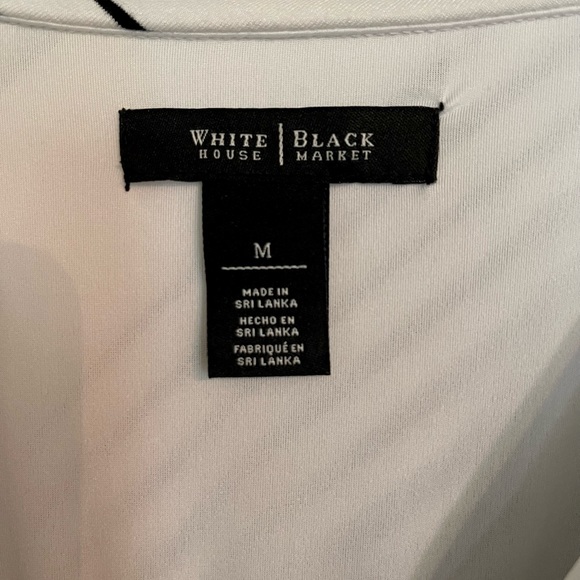 WHITE | BLACK
HOUSE | MARKET
M
MADE IN
SRI LANKA
HECHO EN
SRI LANKA
FABRIQUÉ EN
SRI LANKA